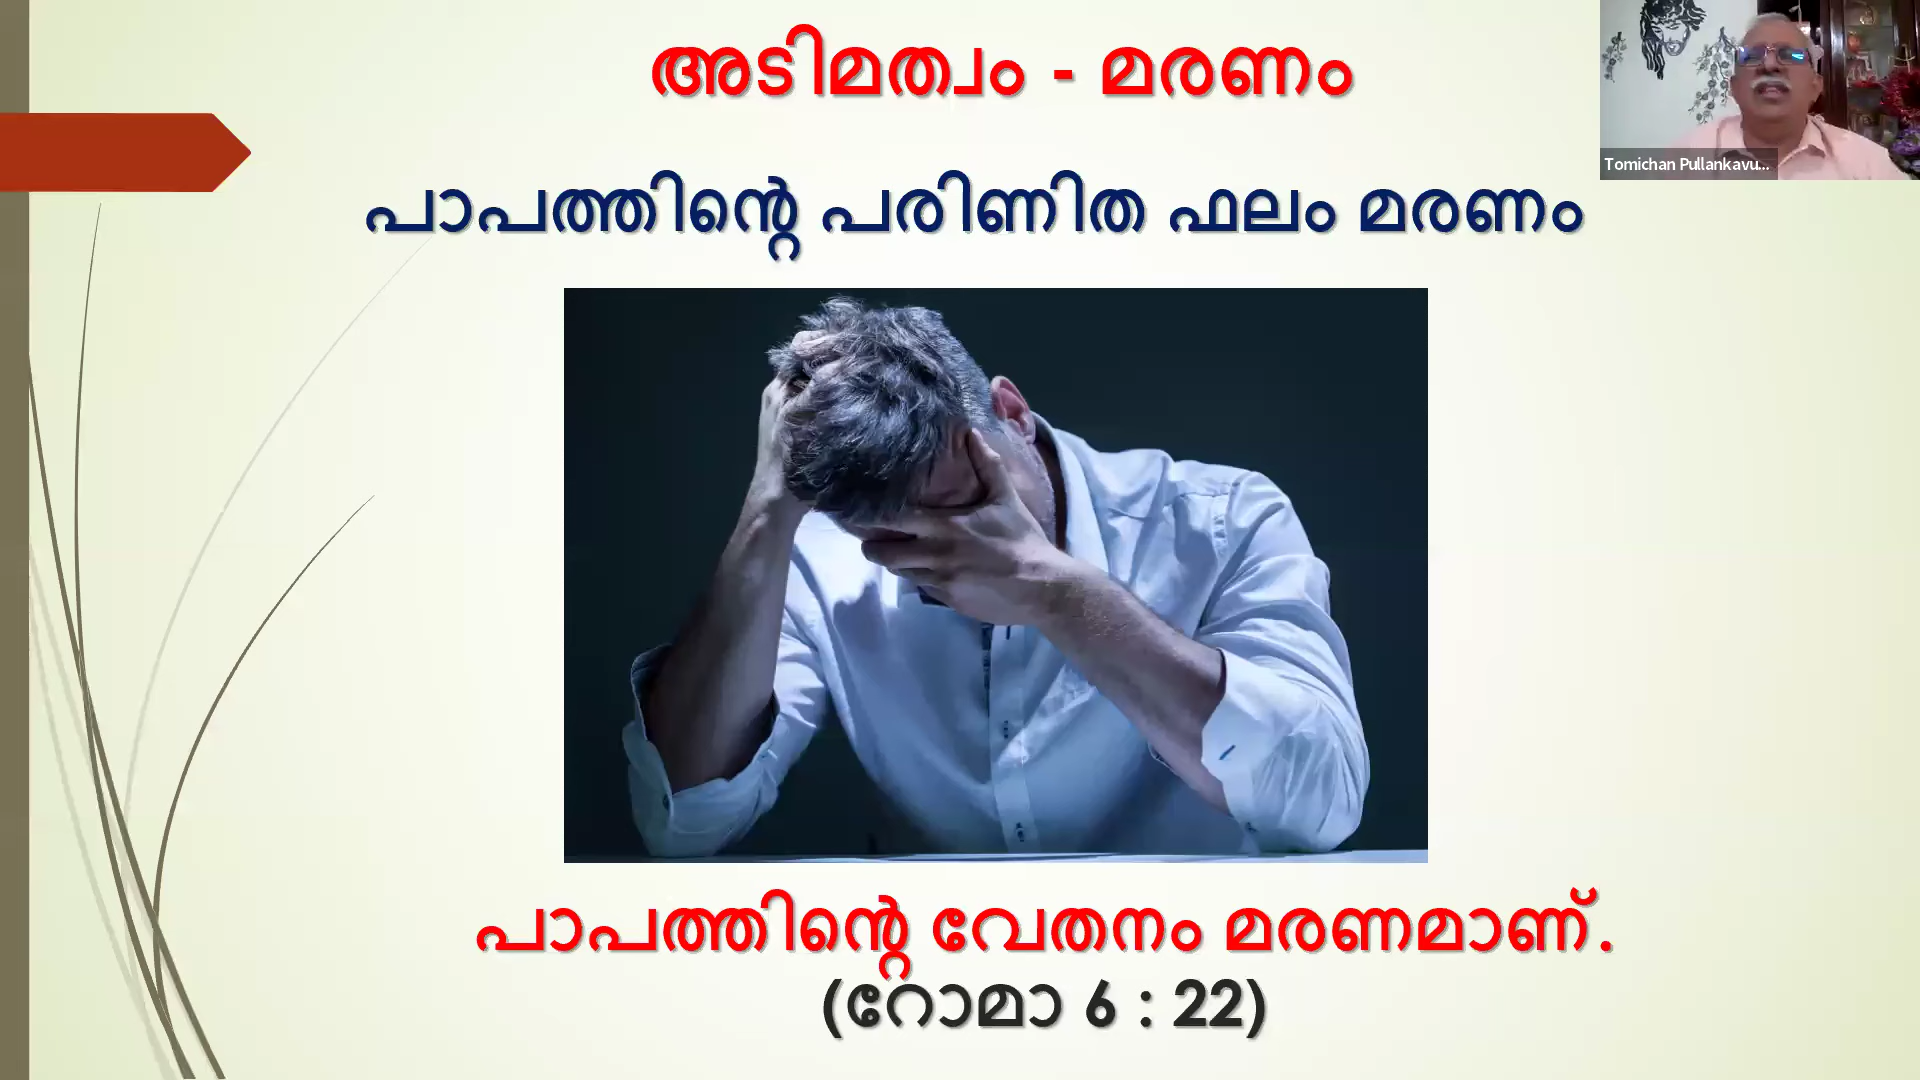 അടിമത്വം - മരണം
പാപത്തിന്റെ പരിണിത ഫലം മരണം
Tomichan Pullankavu...
പാപത്തിന്റെ വേതനം മരണമാണ്.
(റോമാ 6 : 22)